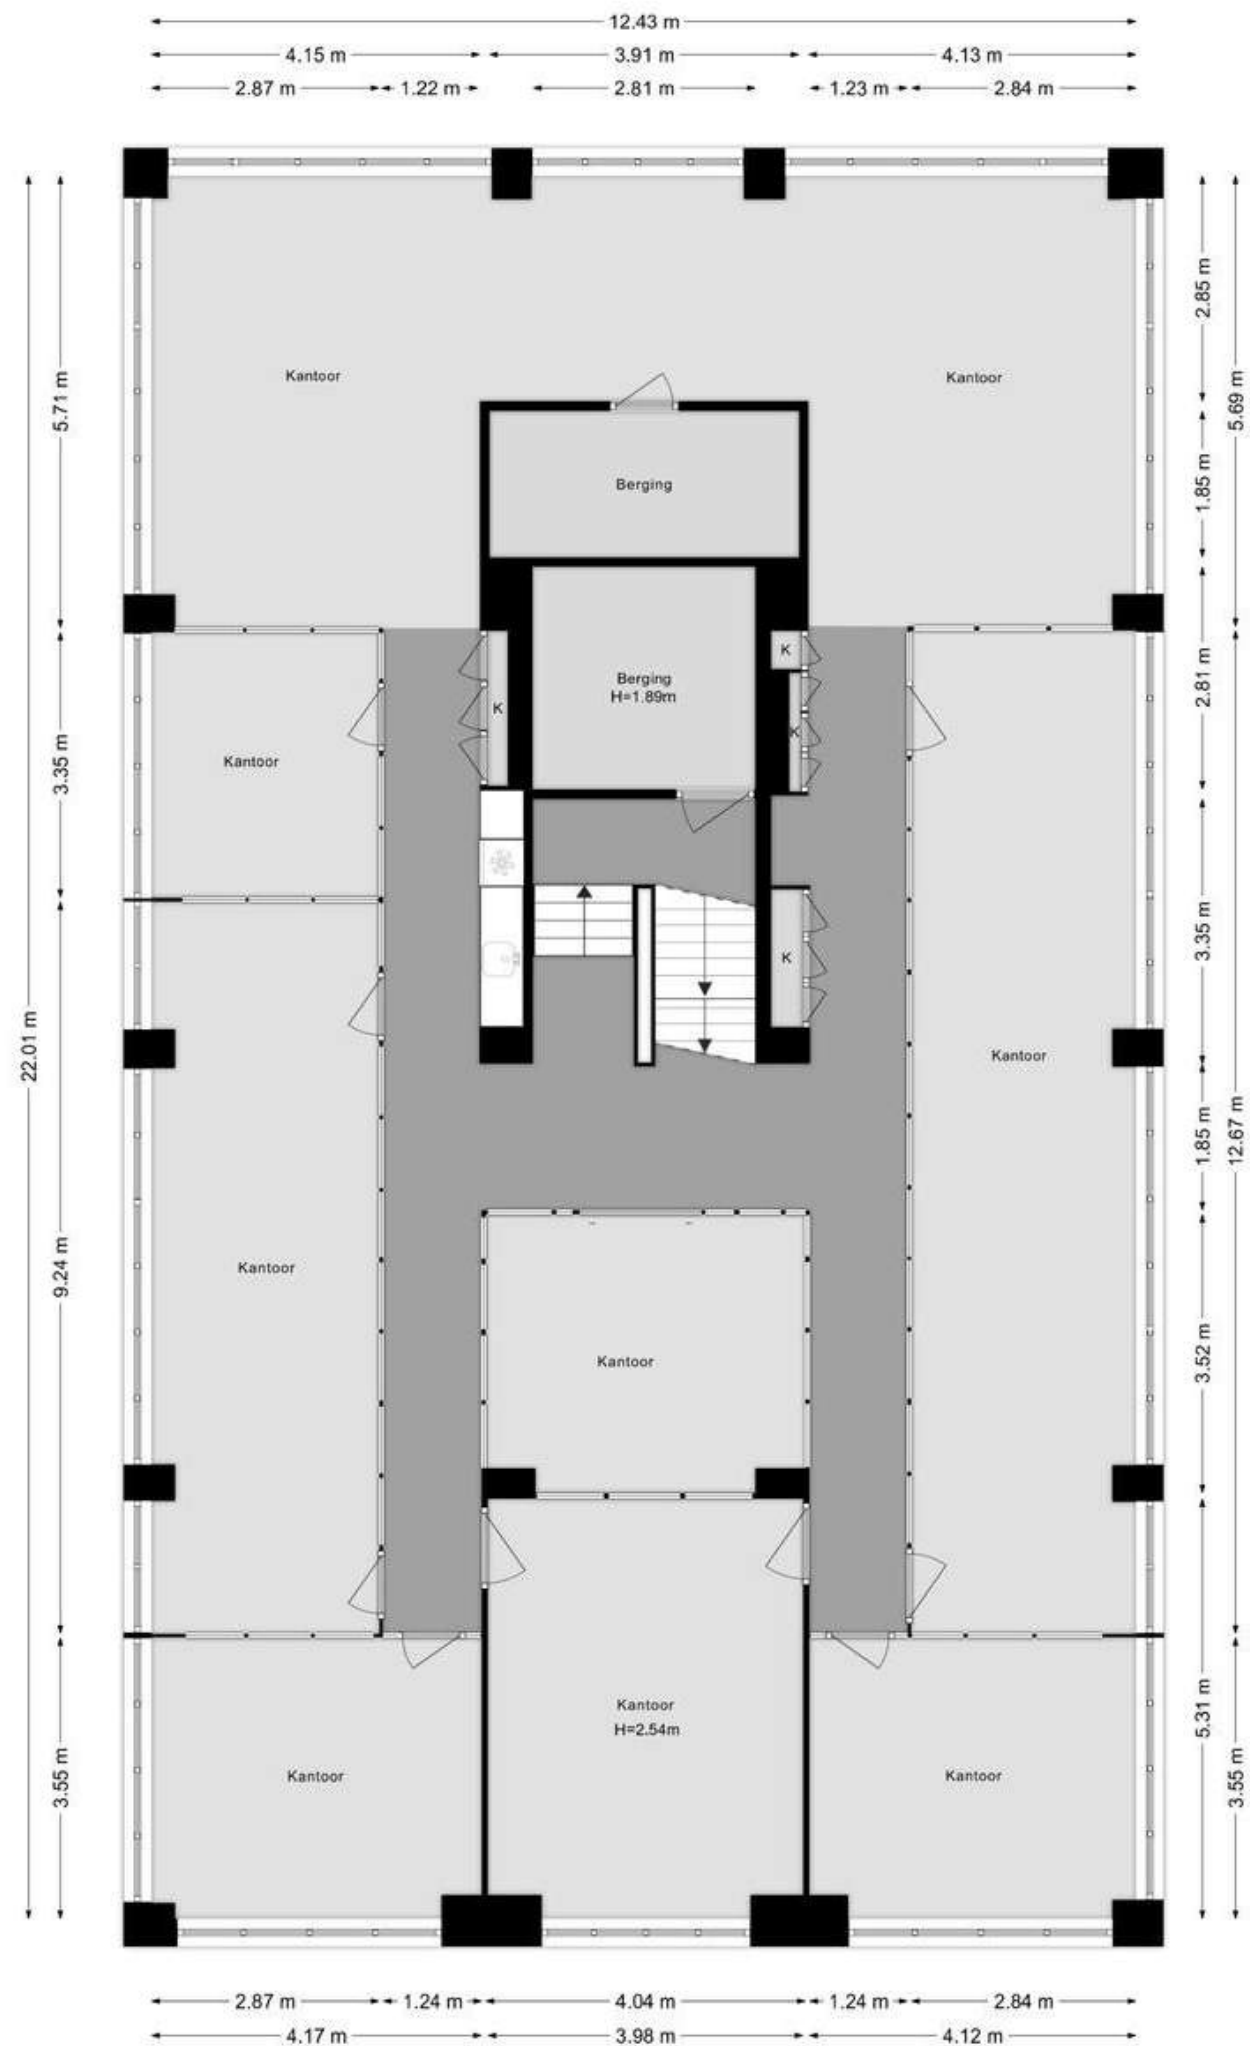 12.43 m
4.15 m
3.91 m
4.13 m
2.87 m
1.22 m
2.81 m
1.23 m
2.84 m
22.01 m
5.71 m
3.35 m
9.24 m
3.55 m
2.85 m
1.85 m
2.81 m
3.35 m
1.85 m
3.52 m
5.31 m
5.69 m
12.67 m
3.55 m
Kantoor
Kantoor
Berging
Berging
H=1.89m
K
K
K
Kantoor
K
Kantoor
Kantoor
Kantoor
Kantoor
H=2.54m
Kantoor
Kantoor
2.87 m
1.24 m
4.04 m
1.24 m
2.84 m
4.17 m
3.98 m
4.12 m